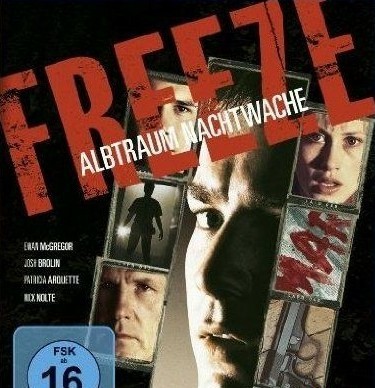 FREEZE
ALBTRAUM NACHTWACHE
EWAN McGREGOR
JOSH BROLIN
PATRICIA ARQUETTE
NICK NOLTE
FSK
ab
16